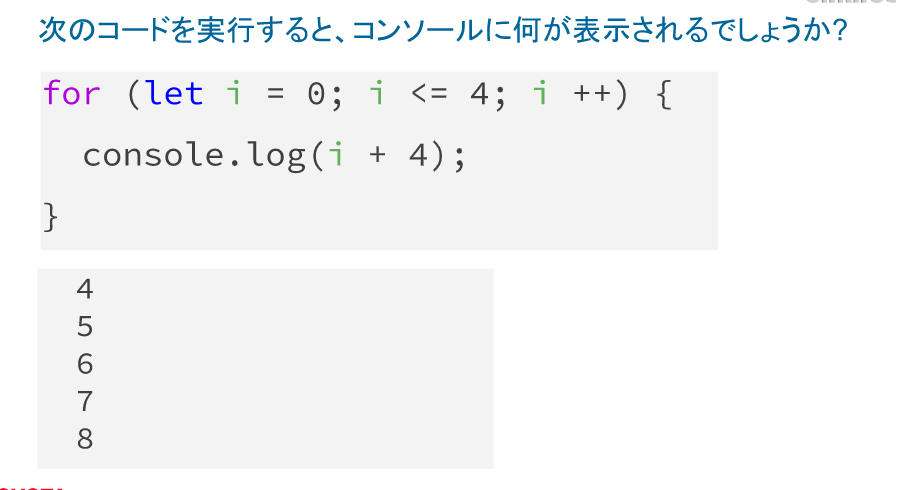 次のコードを実行すると、コンソールに何が表示されるでしょうか?
for (let i = 0; i <= 4; i ++) {
console.log(i + 4);
}
4
5
6
7
8